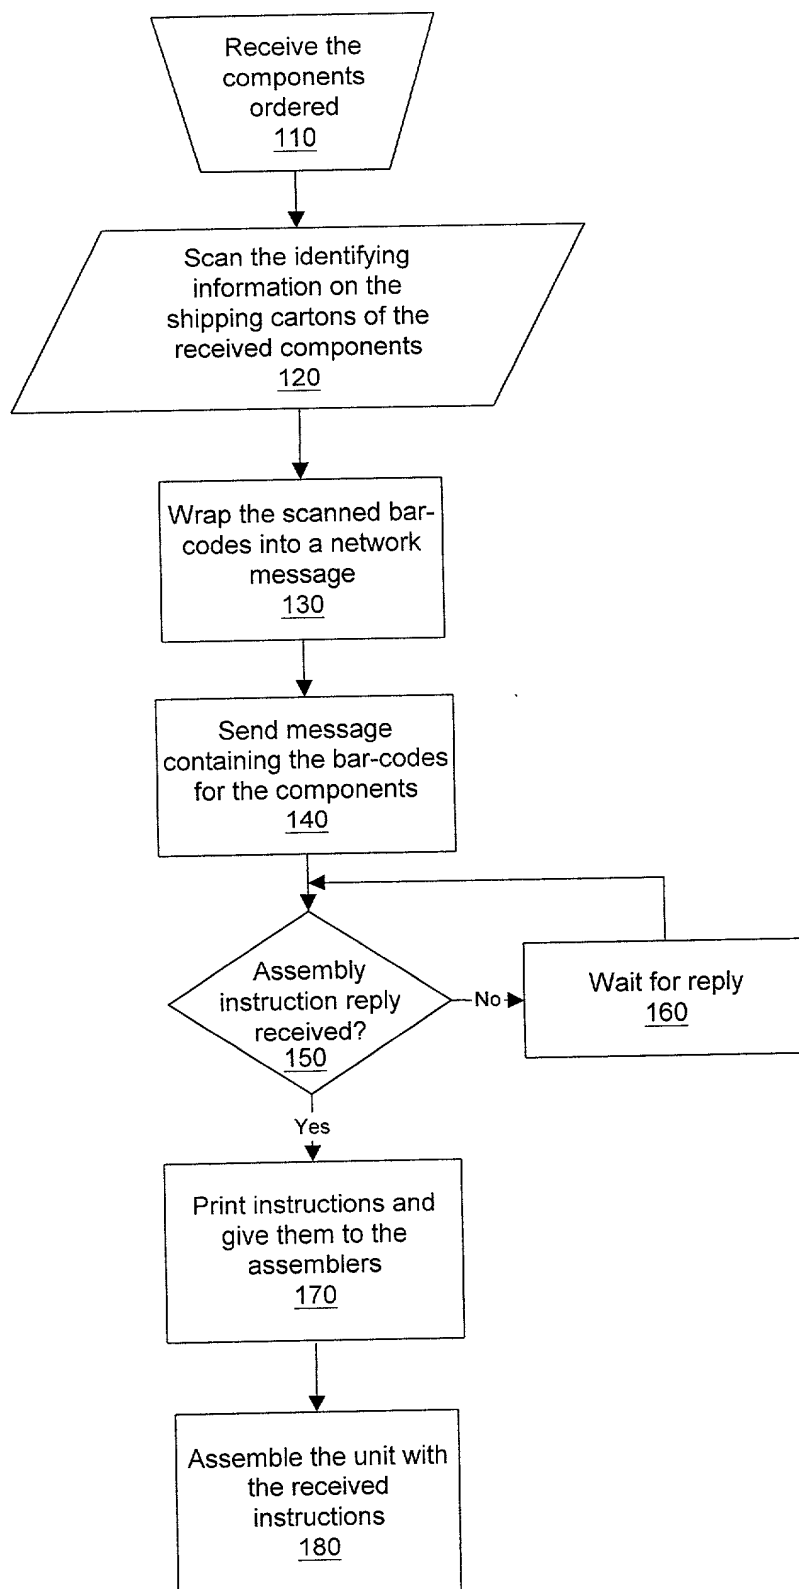 Receive the
components
ordered
110
Scan the identifying
information on the
shipping cartons of the
received components
120
Wrap the scanned bar-
codes into a network
message
130
Send message
containing the bar-codes
for the components
140
Assembly
instruction reply
received?
150
No
Wait for reply
160
Yes
Print instructions and
give them to the
assemblers
170
Assemble the unit with
the received
instructions
180